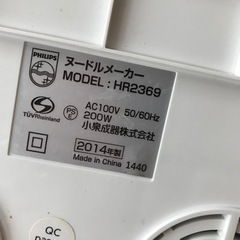 PHILIPS
ヌードルメーカー
MODEL: HR2369
TÜVRheinland
PS
E
AC100V 50/60Hz
200W
小泉成器株式会社
2014年製
Made in China 1440
QC